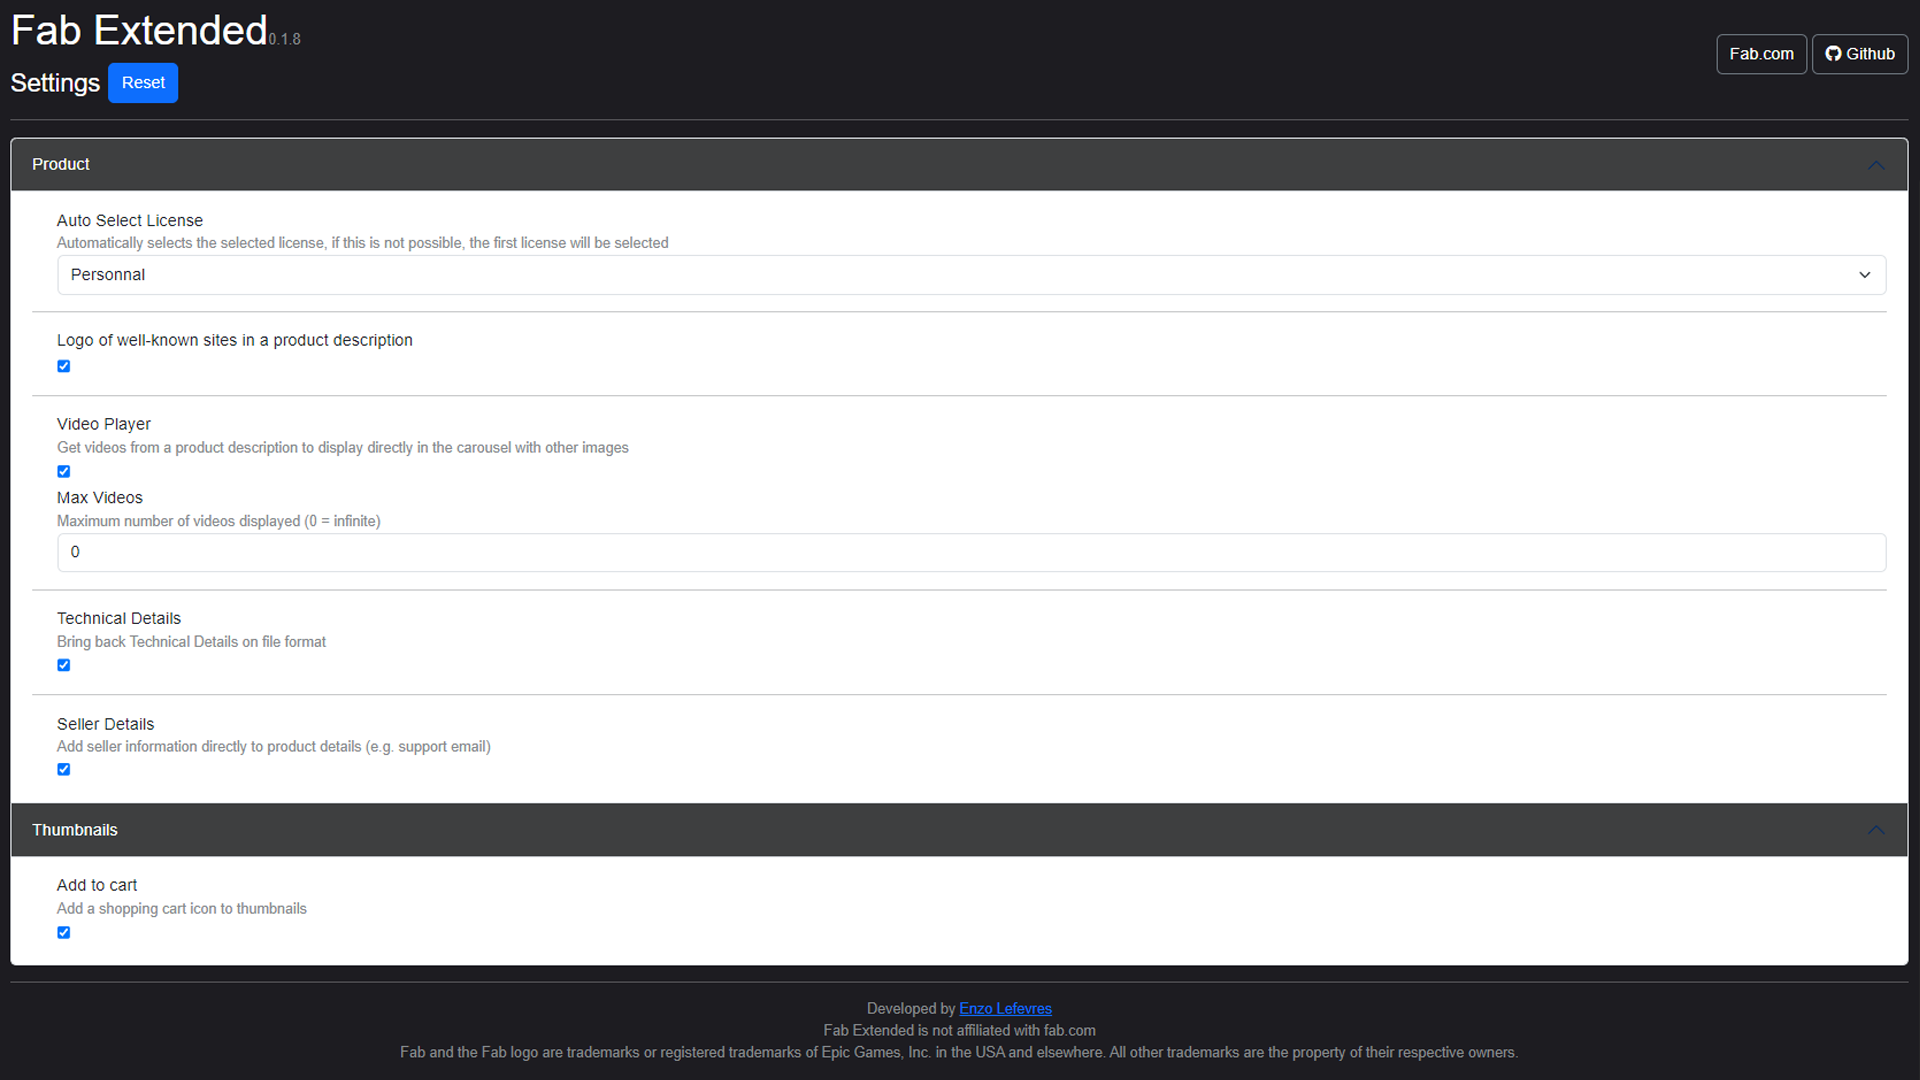 Fab Extended0.1.8
Fab.com
Github
Settings
Reset
Product
Auto Select License
Automatically selects the selected license, if this is not possible, the first license will be selected
Personnal
Logo of well-known sites in a product description
Video Player
Get videos from a product description to display directly in the carousel with other images
Max Videos
Maximum number of videos displayed (0 = infinite)
0
Technical Details
Bring back Technical Details on file format
Seller Details
Add seller information directly to product details (e.g. support email)
Thumbnails
Add to cart
Add a shopping cart icon to thumbnails
Developed by Enzo Lefevres
Fab Extended is not affiliated with fab.com
Fab and the Fab logo are trademarks or registered trademarks of Epic Games, Inc. in the USA and elsewhere. All other trademarks are the property of their respective owners.